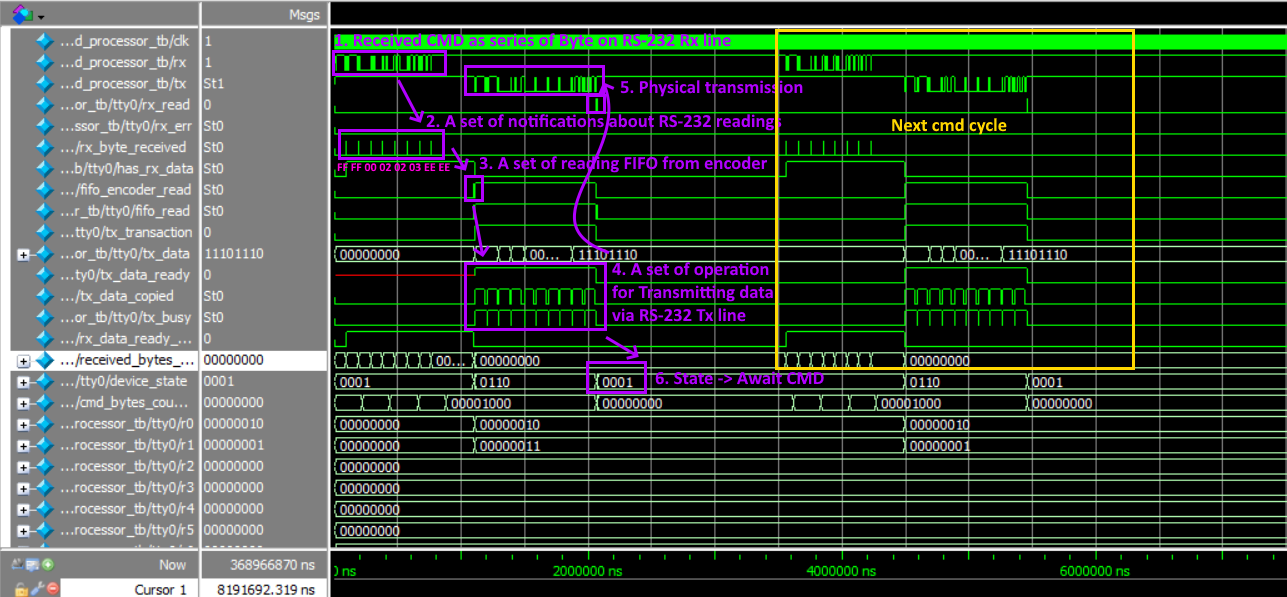 Msgs
...d_processor_tb/clk 1
1. Received CMD as series of Byte on RS-232 Rx line
...d_processor_tb/rx 1
...d_processor_tb/tx St1
5. Physical transmission
...or_tb/tty0/rx_read 0
...ssor_tb/tty0/rx_err St0
2. A set of notifications about RS-232 readings
Next cmd cycle
.../rx_byte_received St0
...b/tty0/has_rx_data St0
FF FF 00 02 02 03 EE EE
3. A set of reading FIFO from encoder
.../fifo_encoder_read St0
...r_tb/tty0/fifo_read St0
...tty0/tx_transaction 0
...or_tb/tty0/tx_data 11101110 00000000 00... 11101110 00... 11101110
...ty0/tx_data_ready 0
4. A set of operation
.../tx_data_copied St0
for Transmitting data
...or_tb/tty0/tx_busy St0
via RS-232 Tx line
.../rx_data_ready_... 0
.../received_bytes_... 00000000 00... 00000000 00000000
.../tty0/device_state 0001 0001 0110 0001 0110 0001
6. State -> Await CMD
.../cmd_bytes_cou... 00000000 00001000 00000000 00001000 00000000
...rocessor_tb/tty0/r0 00000010 00000000 00000010 00000010
...rocessor_tb/tty0/r1 00000001 00000000 00000011 00000001
...rocessor_tb/tty0/r2 00000000 00000000
...rocessor_tb/tty0/r3 00000000 00000000
...rocessor_tb/tty0/r4 00000000 00000000
...rocessor_tb/tty0/r5 00000000 00000000
Now 368966870 ns ns 2000000 ns 4000000 ns 6000000 ns
Cursor 1 8191692.319 ns